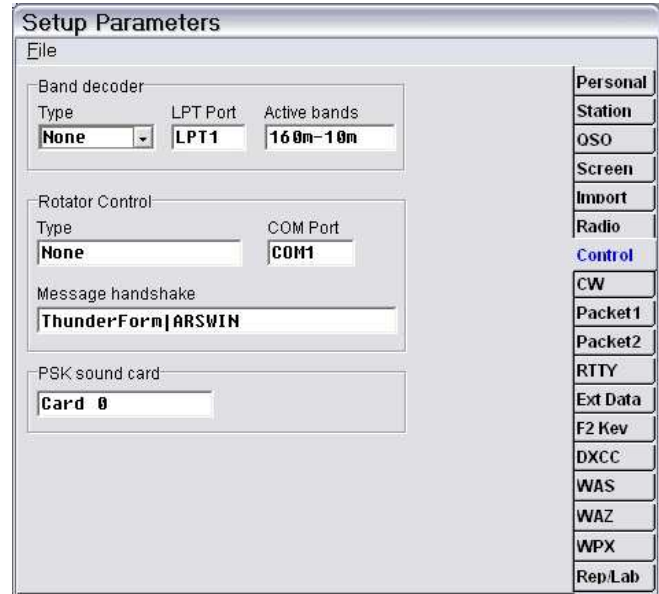 Setup Parameters
File
Band decoder
Type LPT Port Active bands
None LPT1 160m-10m
Rotator Control
Type COM Port
None COM1
Message handshake
ThunderForm|ARSWIN
PSK sound card
Card 0
Personal
Station
QSO
Screen
Import
Radio
Control
CW
Packet1
Packet2
RTTY
Ext Data
F2 Key
DXCC
WAS
WAZ
WPX
Rep/Lab